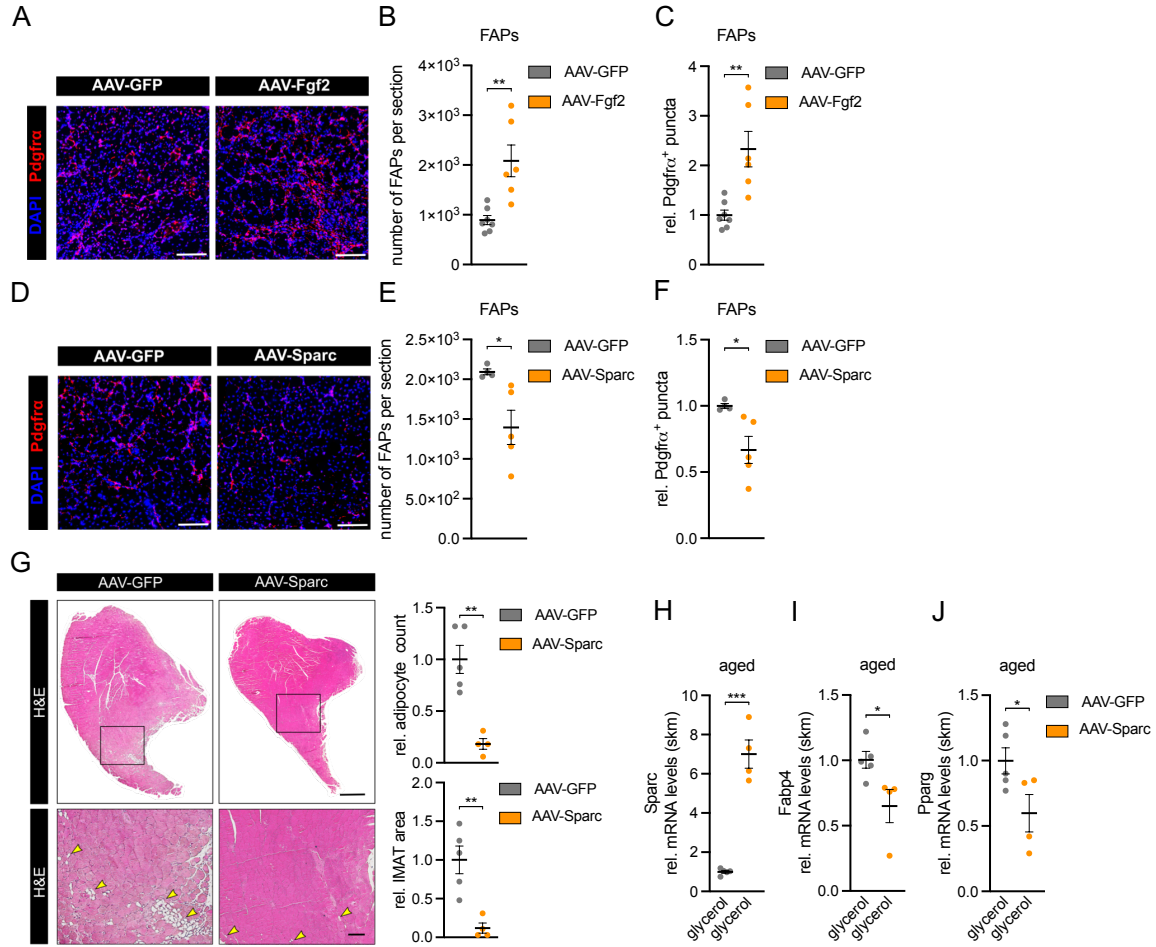 A
AAV-GFP
AAV-Fgf2
DAPI Pdgfrα
B
FAPs
number of FAPs per section
4×10³
3×10³
2×10³
1×10³
0
**
AAV-GFP
AAV-Fgf2
C
FAPs
rel. Pdgfrα⁺ puncta
4
3
2
1
0
**
AAV-GFP
AAV-Fgf2
D
AAV-GFP
AAV-Sparc
DAPI Pdgfrα
E
FAPs
number of FAPs per section
2.5×10³
2.0×10³
1.5×10³
1.0×10³
5.0×10²
0.0
*
AAV-GFP
AAV-Sparc
F
FAPs
rel. Pdgfrα⁺ puncta
1.5
1.0
0.5
0.0
*
AAV-GFP
AAV-Sparc
G
AAV-GFP
AAV-Sparc
H&E
H&E
rel. adipocyte count
1.5
1.0
0.5
0.0
**
AAV-GFP
AAV-Sparc
rel. IMAT area
2.0
1.5
1.0
0.5
0.0
**
AAV-GFP
AAV-Sparc
H
aged
Sparc
rel. mRNA levels (skm)
10
8
6
4
2
0
***
glycerol
glycerol
I
aged
Fabp4
rel. mRNA levels (skm)
1.5
1.0
0.5
0.0
*
glycerol
glycerol
J
aged
Pparg
rel. mRNA levels (skm)
1.5
1.0
0.5
0.0
*
glycerol
glycerol
AAV-GFP
AAV-Sparc